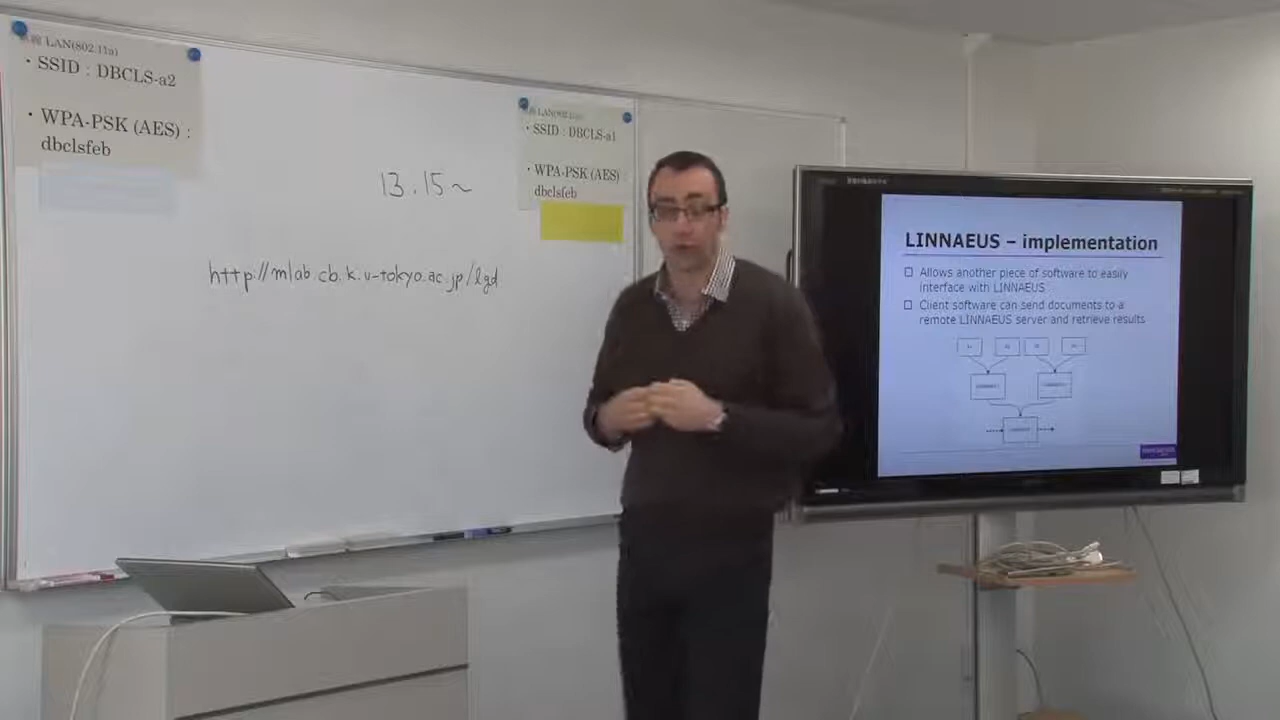 LAN(802.11a)
・SSID : DBCLS-a2
・WPA-PSK (AES) :
dbclsfeb
13.15～
http://mlab.cb.k.u-tokyo.ac.jp/lgd
・SSID : DBCLS-a1
・WPA-PSK (AES) :
dbclsfeb
LINNAEUS – implementation
Allows another piece of software to easily
interface with LINNAEUS
Client software can send documents to a
remote LINNAEUS server and retrieve results